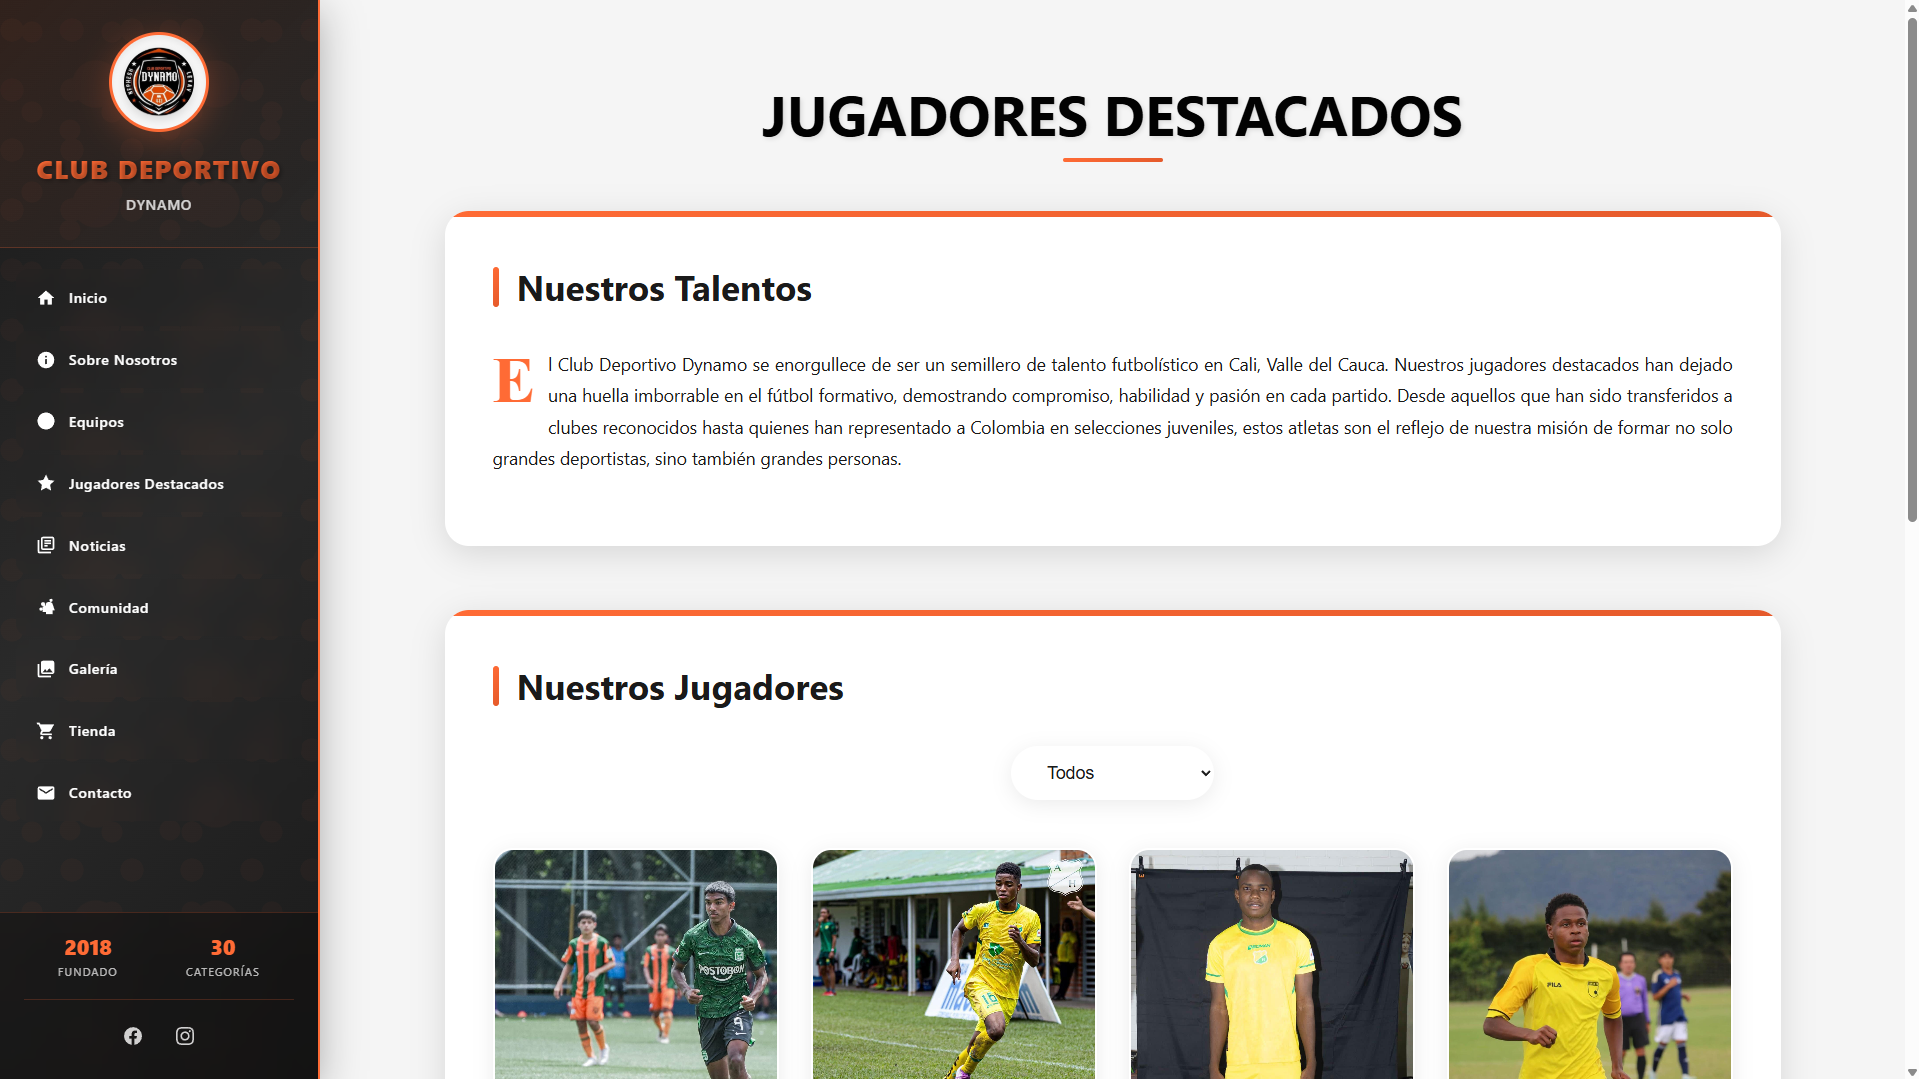 DYNAMO
CLUB DEPORTIVO
DYNAMO
Inicio
Sobre Nosotros
Equipos
Jugadores Destacados
Noticias
Comunidad
Galería
Tienda
Contacto
2018
FUNDADO
30
CATEGORÍAS
JUGADORES DESTACADOS
Nuestros Talentos
El Club Deportivo Dynamo se enorgullece de ser un semillero de talento futbolístico en Cali, Valle del Cauca. Nuestros jugadores destacados han dejado
una huella imborrable en el fútbol formativo, demostrando compromiso, habilidad y pasión en cada partido. Desde aquellos que han sido transferidos a
clubes reconocidos hasta quienes han representado a Colombia en selecciones juveniles, estos atletas son el reflejo de nuestra misión de formar no solo
grandes deportistas, sino también grandes personas.
Nuestros Jugadores
Todos
POSTOBON
9
A H
16
FILA